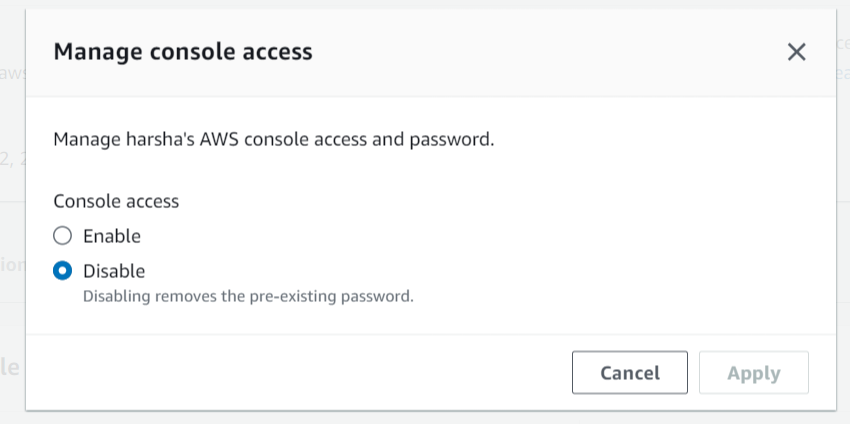 Manage console access
Manage harsha's AWS console access and password.
Console access
Enable
Disable
Disabling removes the pre-existing password.
Cancel
Apply